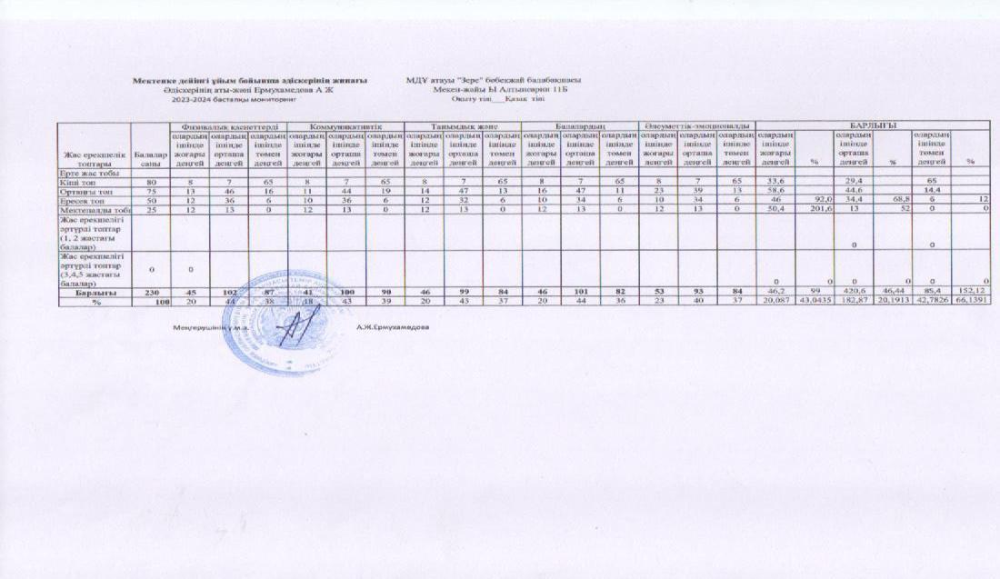 Мектепке дейінгі ұйым бойынша әдіскерінің жинағы
Әдіскерінің аты-жөні Ермухамедова А Ж
2023-2024 бастапқы мониторинг
МДҰ атауы "Зере" бөбекжай балабақшасы
Мекен-жайы Ы Алтынсарин 11Б
Оқыту тілі___Қазақ тілі
Жас ерекшелік топтары Балалар саны Физикалық қасиеттерді Коммуникативтік Танымдық және Балалардың Әлеуметтік-эмоционалды БАРЛЫҒЫ
олардың ішінде жоғары деңгей олардың ішінде орташа деңгей олардың ішінде төмен деңгей олардың ішінде жоғары деңгей олардың ішінде орташа деңгей олардың ішінде төмен деңгей олардың ішінде жоғары деңгей олардың ішінде орташа деңгей олардың ішінде төмен деңгей олардың ішінде жоғары деңгей олардың ішінде орташа деңгей олардың ішінде төмен деңгей олардың ішінде жоғары деңгей олардың ішінде орташа деңгей олардың ішінде төмен деңгей олардың ішінде жоғары деңгей % олардың ішінде орташа деңгей % олардың ішінде төмен деңгей %
Ерте жас тобы
Кіші топ 80 8 7 65 8 7 65 8 7 65 8 7 65 8 7 65 33,6 29,4 65
Ортаңғы топ 75 13 46 16 11 44 19 14 47 13 16 47 11 23 39 13 58,6 44,6 14,4
Ересек топ 50 12 36 6 10 36 6 12 32 6 10 34 6 10 34 6 46 92,0 34,4 68,8 6 12
Мектепалды тобы 25 12 13 0 12 13 0 12 13 0 12 13 0 12 13 0 50,4 201,6 13 52 0 0
Жас ерекшелігі
әртүрлі топтар
(1, 2 жастағы
балалар) 0 0
Жас ерекшелігі
әртүрлі топтар
(3,4,5 жастағы
балалар) 0 0 0 0 0 0 0 0
Барлығы 230 45 102 87 41 100 90 46 99 84 46 101 82 53 93 84 46,2 99 420,6 46,44 85,4 152,12
% 100 20 44 38 18 43 39 20 43 37 20 44 36 23 40 37 20,087 43,0435 182,87 20,1913 42,7826 66,1391
Меңгерушінің у.м.а. А.Ж.Ермухамедова